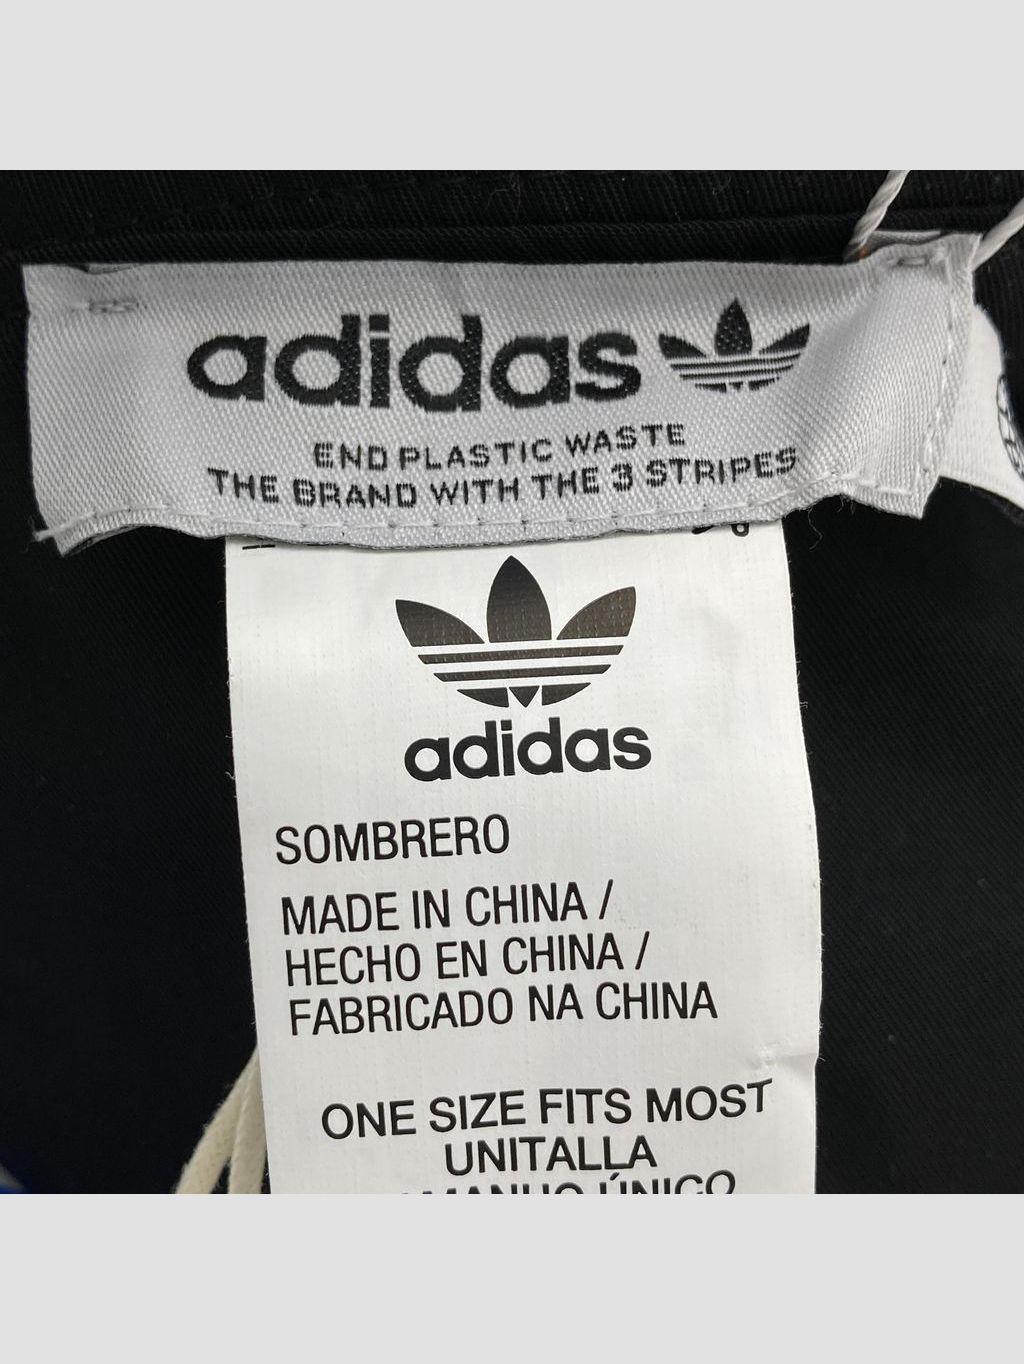 adidas
END PLASTIC WASTE
THE BRAND WITH THE 3 STRIPES
adidas
SOMBRERO
MADE IN CHINA /
HECHO EN CHINA /
FABRICADO NA CHINA
ONE SIZE FITS MOST
UNITALLA
ÚNICO